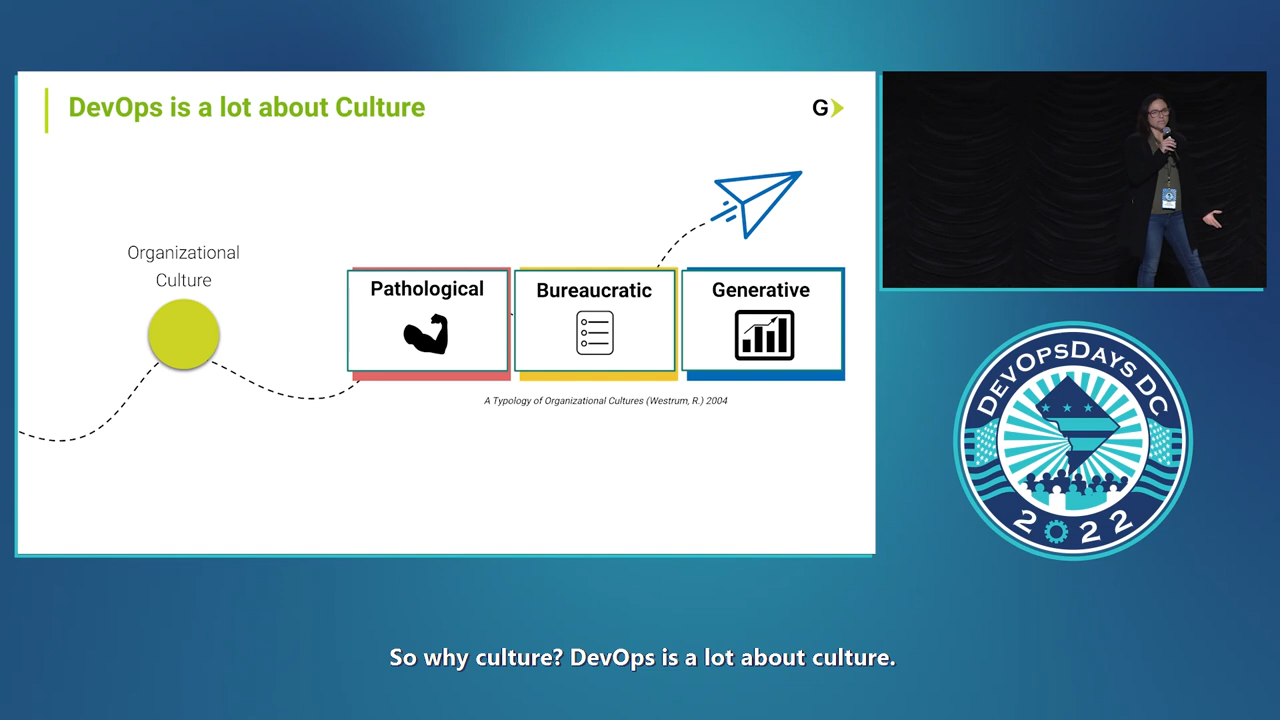 DevOps is a lot about Culture
G
Organizational
Culture
Pathological
Bureaucratic
Generative
A Typology of Organizational Cultures (Westrum, R.) 2004
DEVOPSDAYS DC
2022
So why culture? DevOps is a lot about culture.